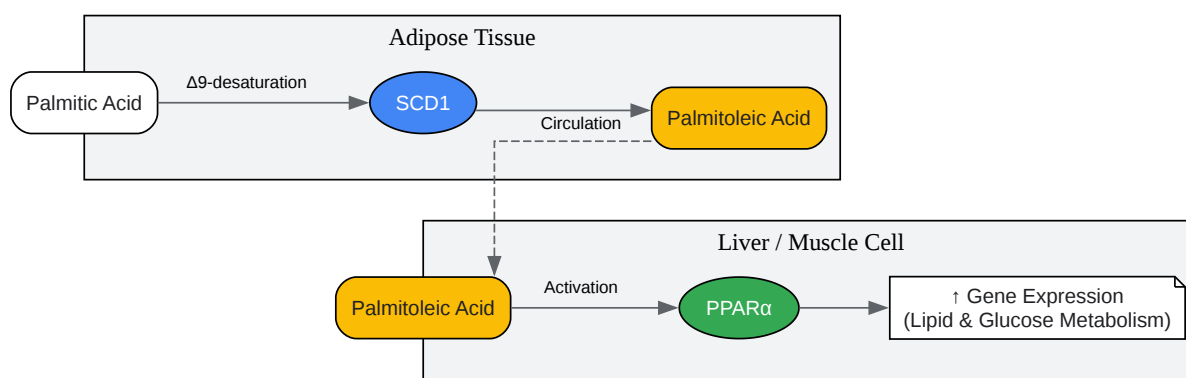 Adipose Tissue
Δ9-desaturation
Palmitic Acid
SCD1
Palmitoleic Acid
Circulation
Liver / Muscle Cell
Palmitoleic Acid
Activation
PPARα
↑ Gene Expression
(Lipid & Glucose Metabolism)